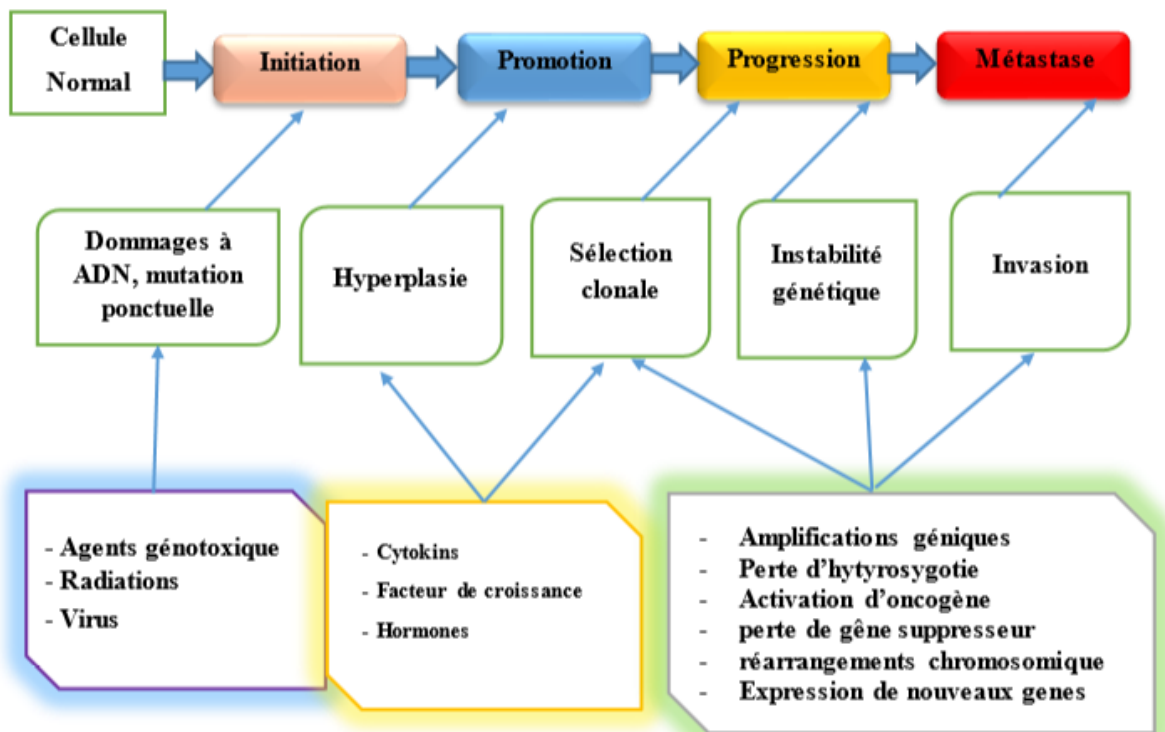 Cellule
Normal
Initiation
Promotion
Progression
Métastase
Dommages à
ADN, mutation
ponctuelle
Hyperplasie
Sélection
clonale
Instabilité
génétique
Invasion
- Agents génotoxique
- Radiations
- Virus
- Cytokins
- Facteur de croissance
- Hormones
- Amplifications géniques
- Perte d’hytyrosygotie
- Activation d’oncogène
- perte de gêne suppresseur
- réarrangements chromosomique
- Expression de nouveaux genes